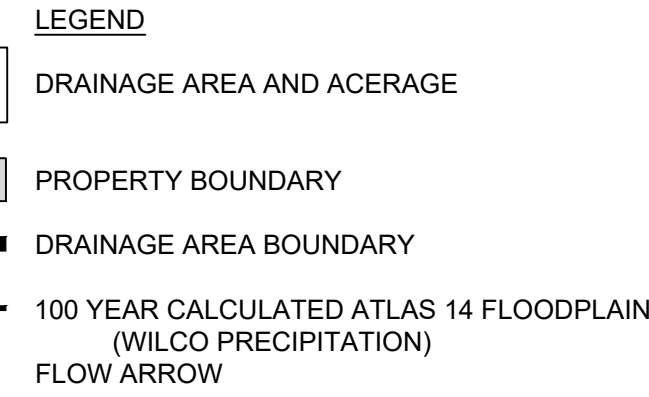 LEGEND
DRAINAGE AREA AND ACERAGE
PROPERTY BOUNDARY
DRAINAGE AREA BOUNDARY
100 YEAR CALCULATED ATLAS 14 FLOODPLAIN
(WILCO PRECIPITATION)
FLOW ARROW